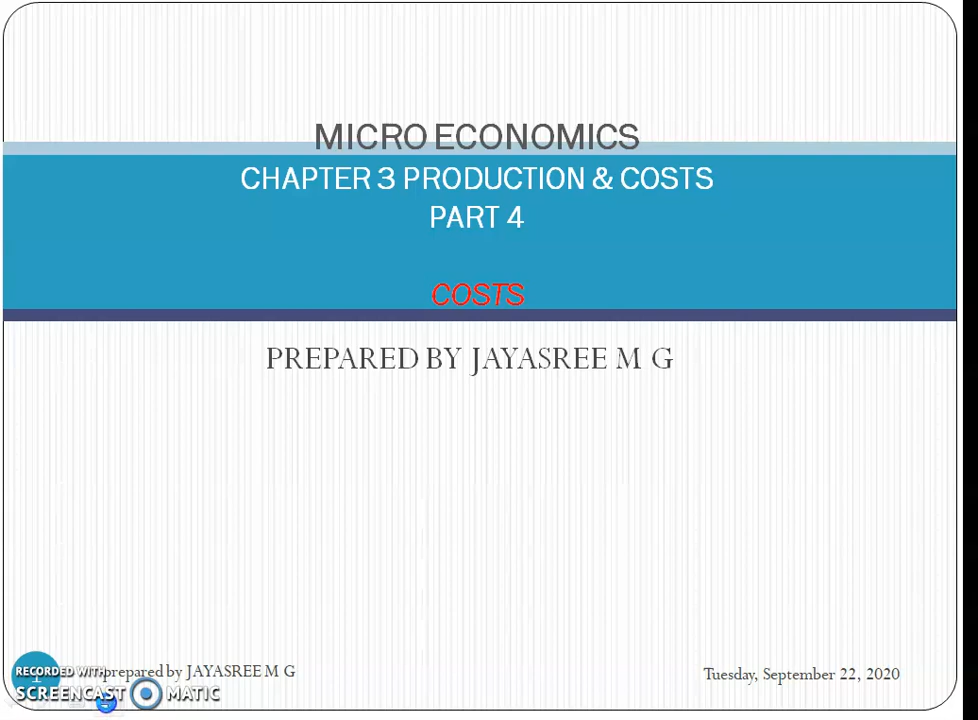 MICRO ECONOMICS
CHAPTER 3 PRODUCTION & COSTS
PART 4
COSTS
PREPARED BY JAYASREE M G
1
prepared by JAYASREE M G
Tuesday, September 22, 2020
RECORDED WITH
SCREENCAST MATIC